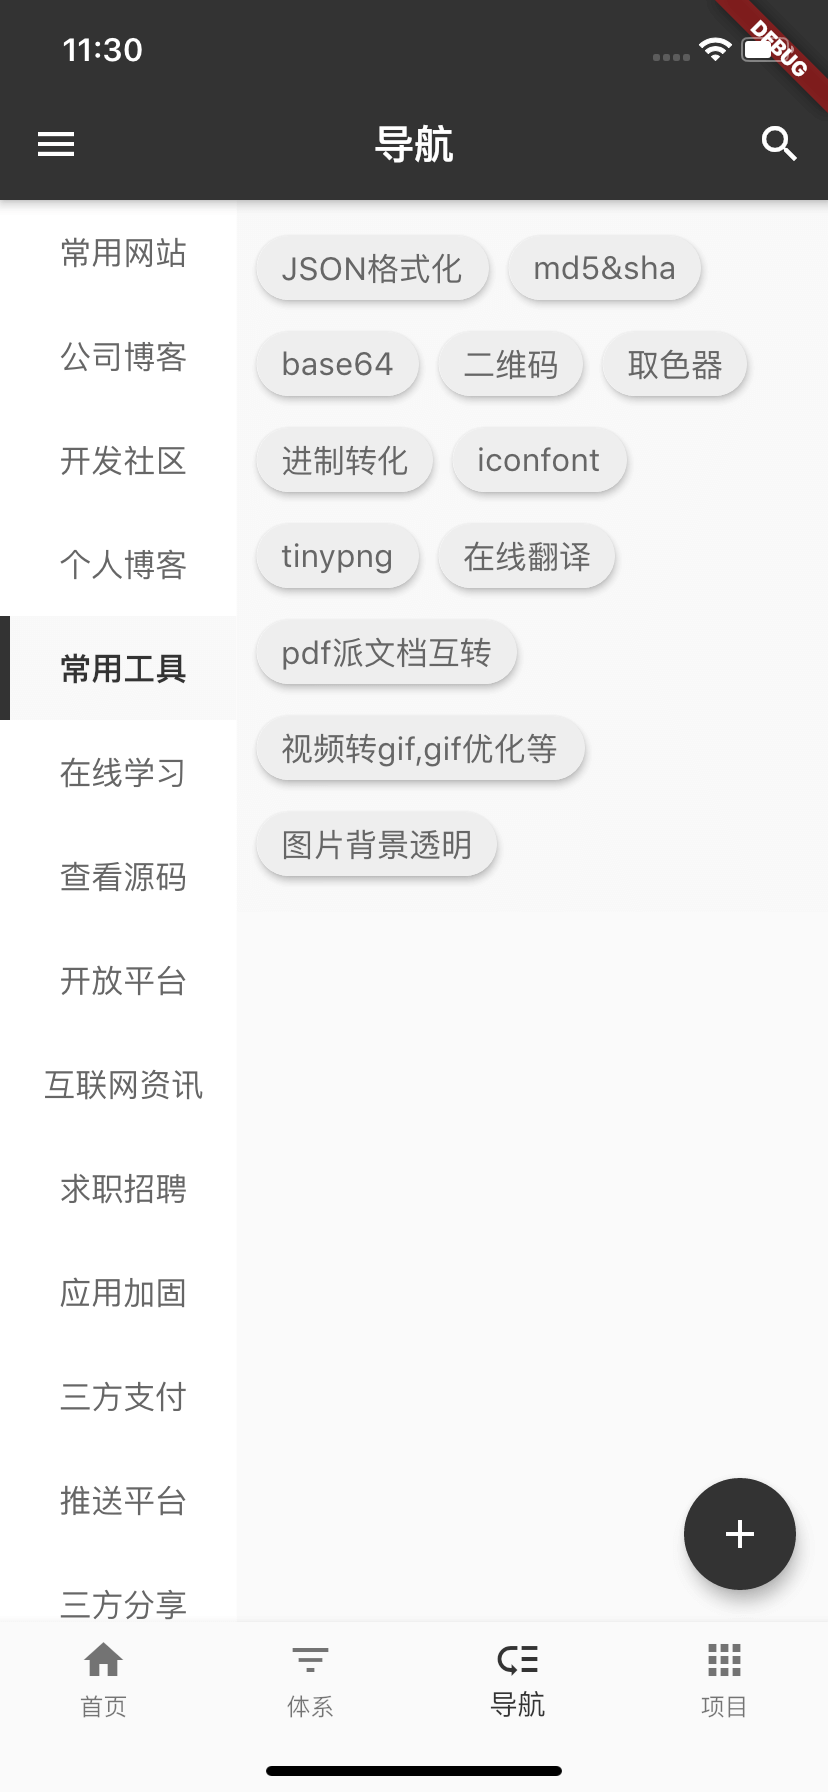 11:30
DEBUG
导航
常用网站
公司博客
开发社区
个人博客
常用工具
在线学习
查看源码
开放平台
互联网资讯
求职招聘
应用加固
三方支付
推送平台
三方分享
JSON格式化 md5&sha
base64 二维码 取色器
进制转化 iconfont
tinypng 在线翻译
pdf派文档互转
视频转gif,gif优化等
图片背景透明
首页 体系 导航 项目